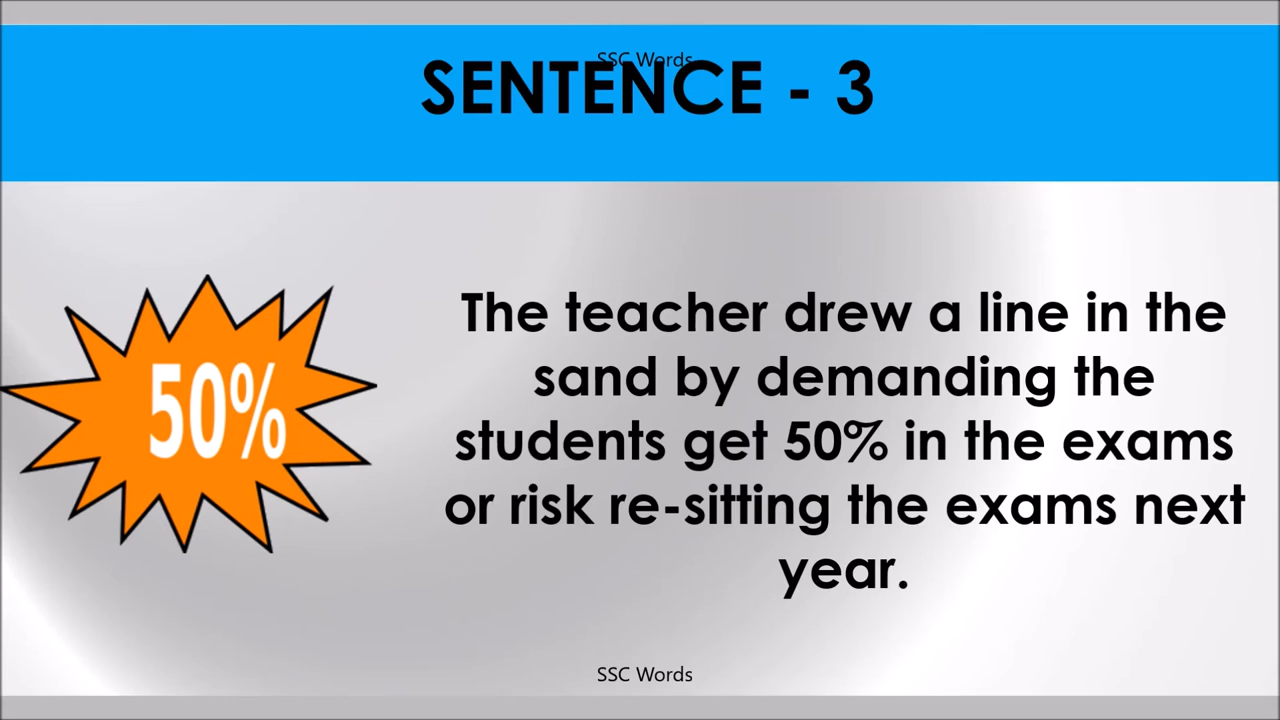 SSC Words
SENTENCE - 3
50%
The teacher drew a line in the
sand by demanding the
students get 50% in the exams
or risk re-sitting the exams next
year.
SSC Words